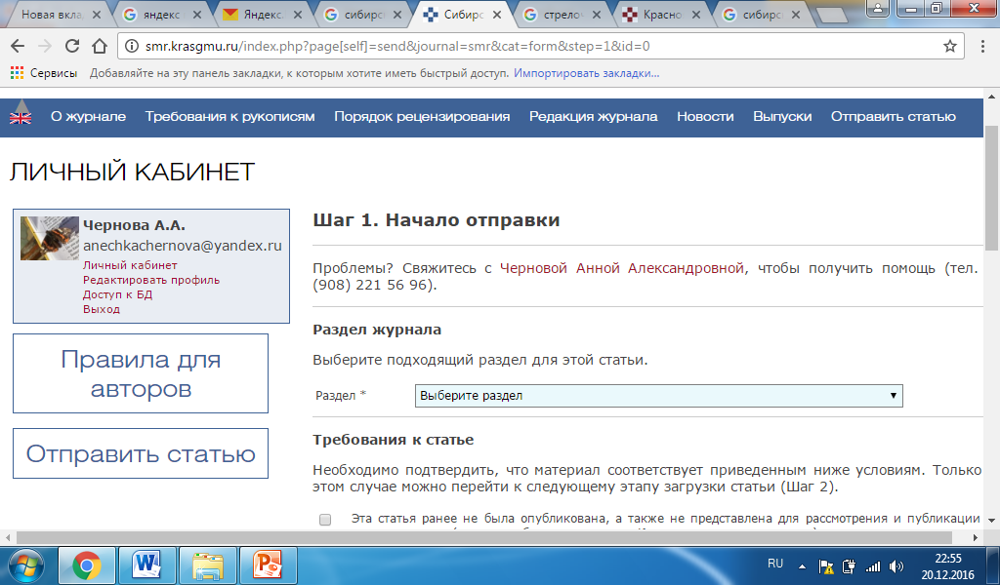 Новая вкла
яндекс
Яндекс.
сибирс
Сибирс
стрело
Красно
сибирс
smr.krasgmu.ru/index.php?page[self]=send&journal=smr&cat=form&step=1&id=0
Сервисы Добавляйте на эту панель закладки, к которым хотите иметь быстрый доступ. Импортировать закладки...
О журнале Требования к рукописям Порядок рецензирования Редакция журнала Новости Выпуски Отправить статью
ЛИЧНЫЙ КАБИНЕТ
Чернова А.А.
anechkachernova@yandex.ru
Личный кабинет
Редактировать профиль
Доступ к БД
Выход
Правила для
авторов
Отправить статью
Шаг 1. Начало отправки
Проблемы? Свяжитесь с Черновой Анной Александровной, чтобы получить помощь (тел.
(908) 221 56 96).
Раздел журнала
Выберите подходящий раздел для этой статьи.
Раздел * Выберите раздел
Требования к статье
Необходимо подтвердить, что материал соответствует приведенным ниже условиям. Только
этом случае можно перейти к следующему этапу загрузки статьи (Шаг 2).
Эта статья ранее не была опубликована, а также не представлена для рассмотрения и публикации
RU
22:55
20.12.2016